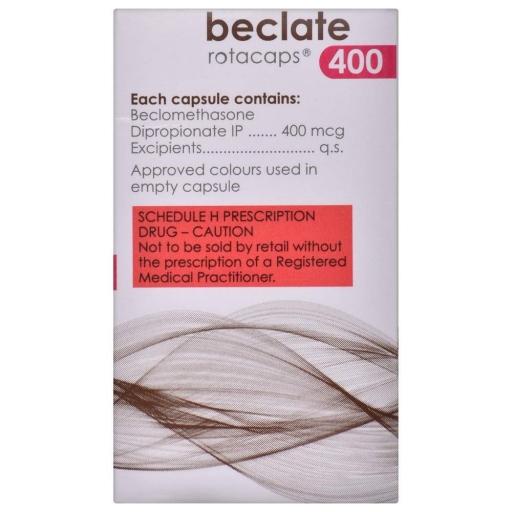 beclate
rotacaps®
400
Each capsule contains:
Beclomethasone
Dipropionate IP ....... 400 mcg
Excipients........................... q.s.
Approved colours used in
empty capsule
SCHEDULE H PRESCRIPTION
DRUG – CAUTION
Not to be sold by retail without
the prescription of a Registered
Medical Practitioner.